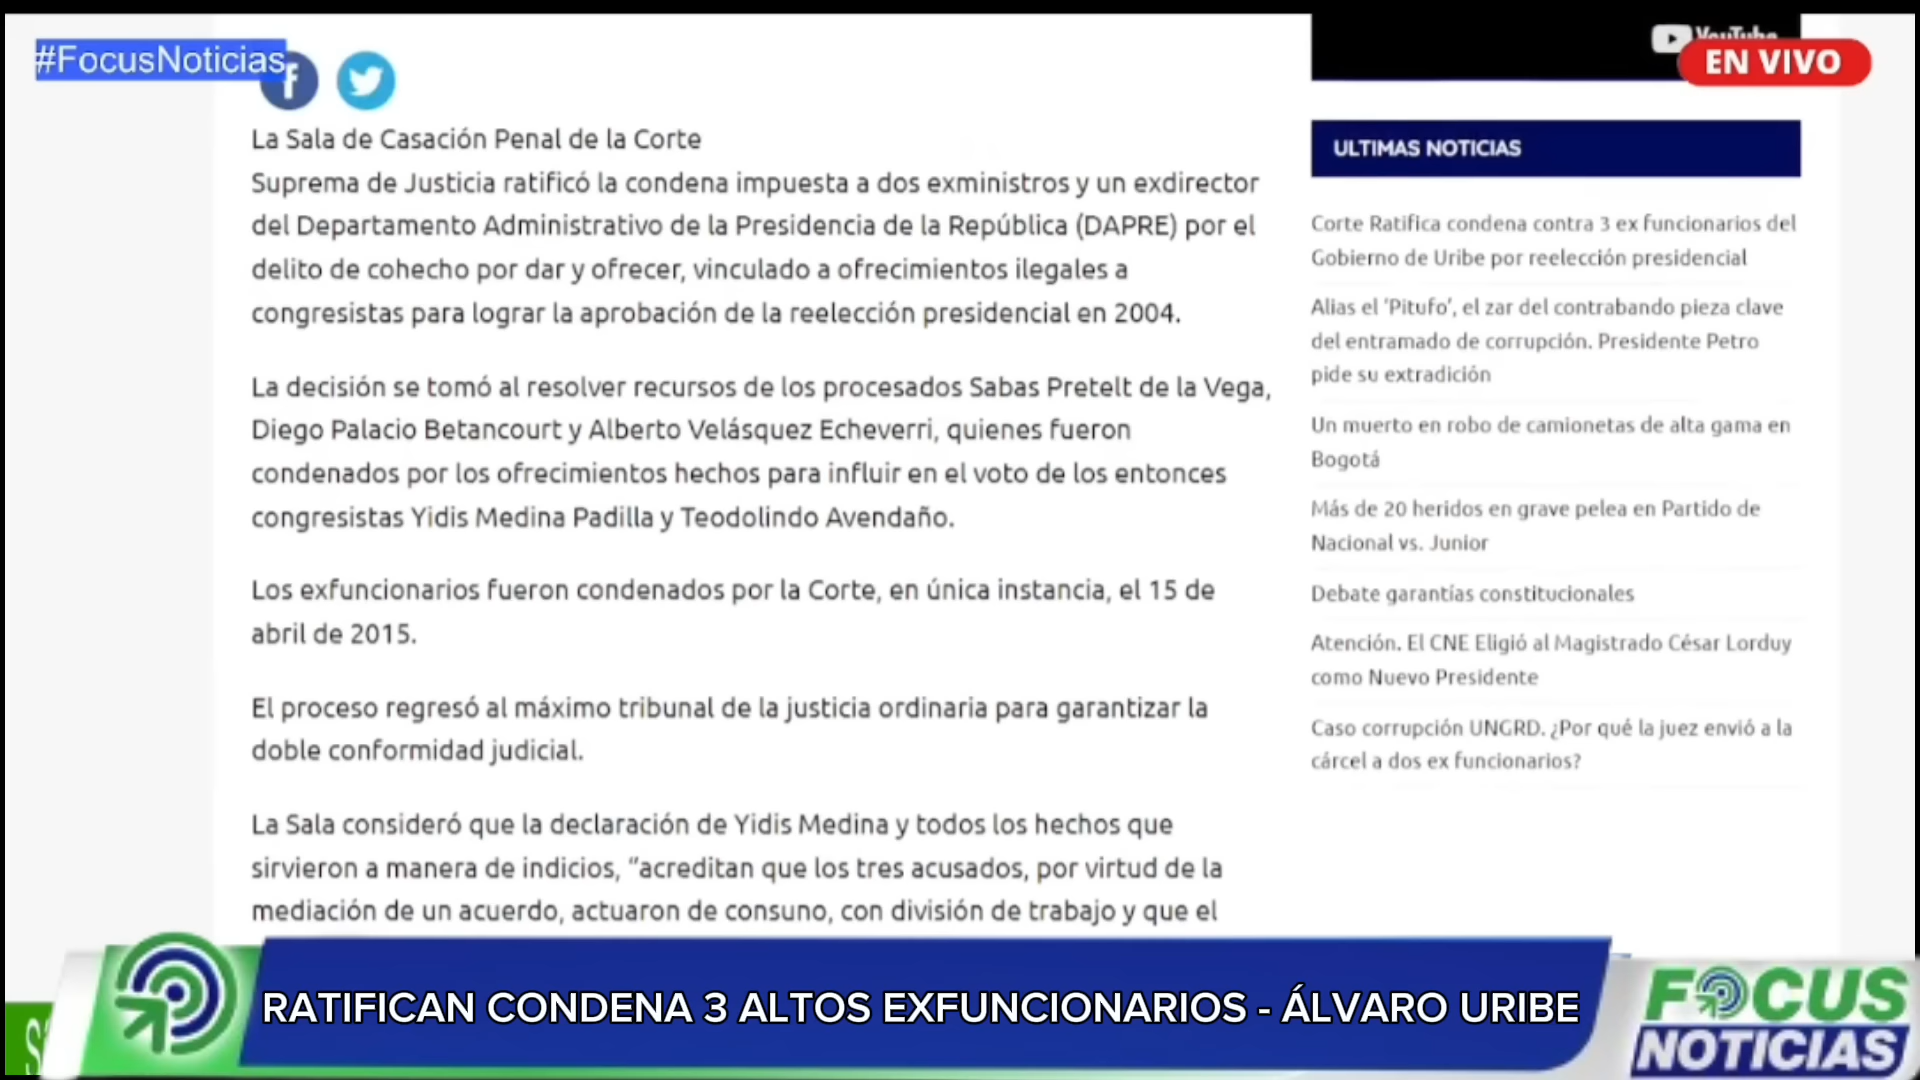 #FocusNoticias
YouTube
EN VIVO
La Sala de Casación Penal de la Corte
Suprema de Justicia ratificó la condena impuesta a dos exministros y un exdirector
del Departamento Administrativo de la Presidencia de la República (DAPRE) por el
delito de cohecho por dar y ofrecer, vinculado a ofrecimientos ilegales a
congresistas para lograr la aprobación de la reelección presidencial en 2004.
La decisión se tomó al resolver recursos de los procesados Sabas Pretelt de la Vega,
Diego Palacio Betancourt y Alberto Velásquez Echeverri, quienes fueron
condenados por los ofrecimientos hechos para influir en el voto de los entonces
congresistas Yidis Medina Padilla y Teodolindo Avendaño.
Los exfuncionarios fueron condenados por la Corte, en única instancia, el 15 de
abril de 2015.
El proceso regresó al máximo tribunal de la justicia ordinaria para garantizar la
doble conformidad judicial.
La Sala consideró que la declaración de Yidis Medina y todos los hechos que
sirvieron a manera de indicios, “acreditan que los tres acusados, por virtud de la
mediación de un acuerdo, actuaron de consuno, con división de trabajo y que el
ULTIMAS NOTICIAS
Corte Ratifica condena contra 3 ex funcionarios del
Gobierno de Uribe por reelección presidencial
Alias el ‘Pitufo’, el zar del contrabando pieza clave
del entramado de corrupción. Presidente Petro
pide su extradición
Un muerto en robo de camionetas de alta gama en
Bogotá
Más de 20 heridos en grave pelea en Partido de
Nacional vs. Junior
Debate garantías constitucionales
Atención. El CNE Eligió al Magistrado César Lorduy
como Nuevo Presidente
Caso corrupción UNGRD. ¿Por qué la juez envió a la
cárcel a dos ex funcionarios?
RATIFICAN CONDENA 3 ALTOS EXFUNCIONARIOS - ÁLVARO URIBE
FOCUS
NOTICIAS